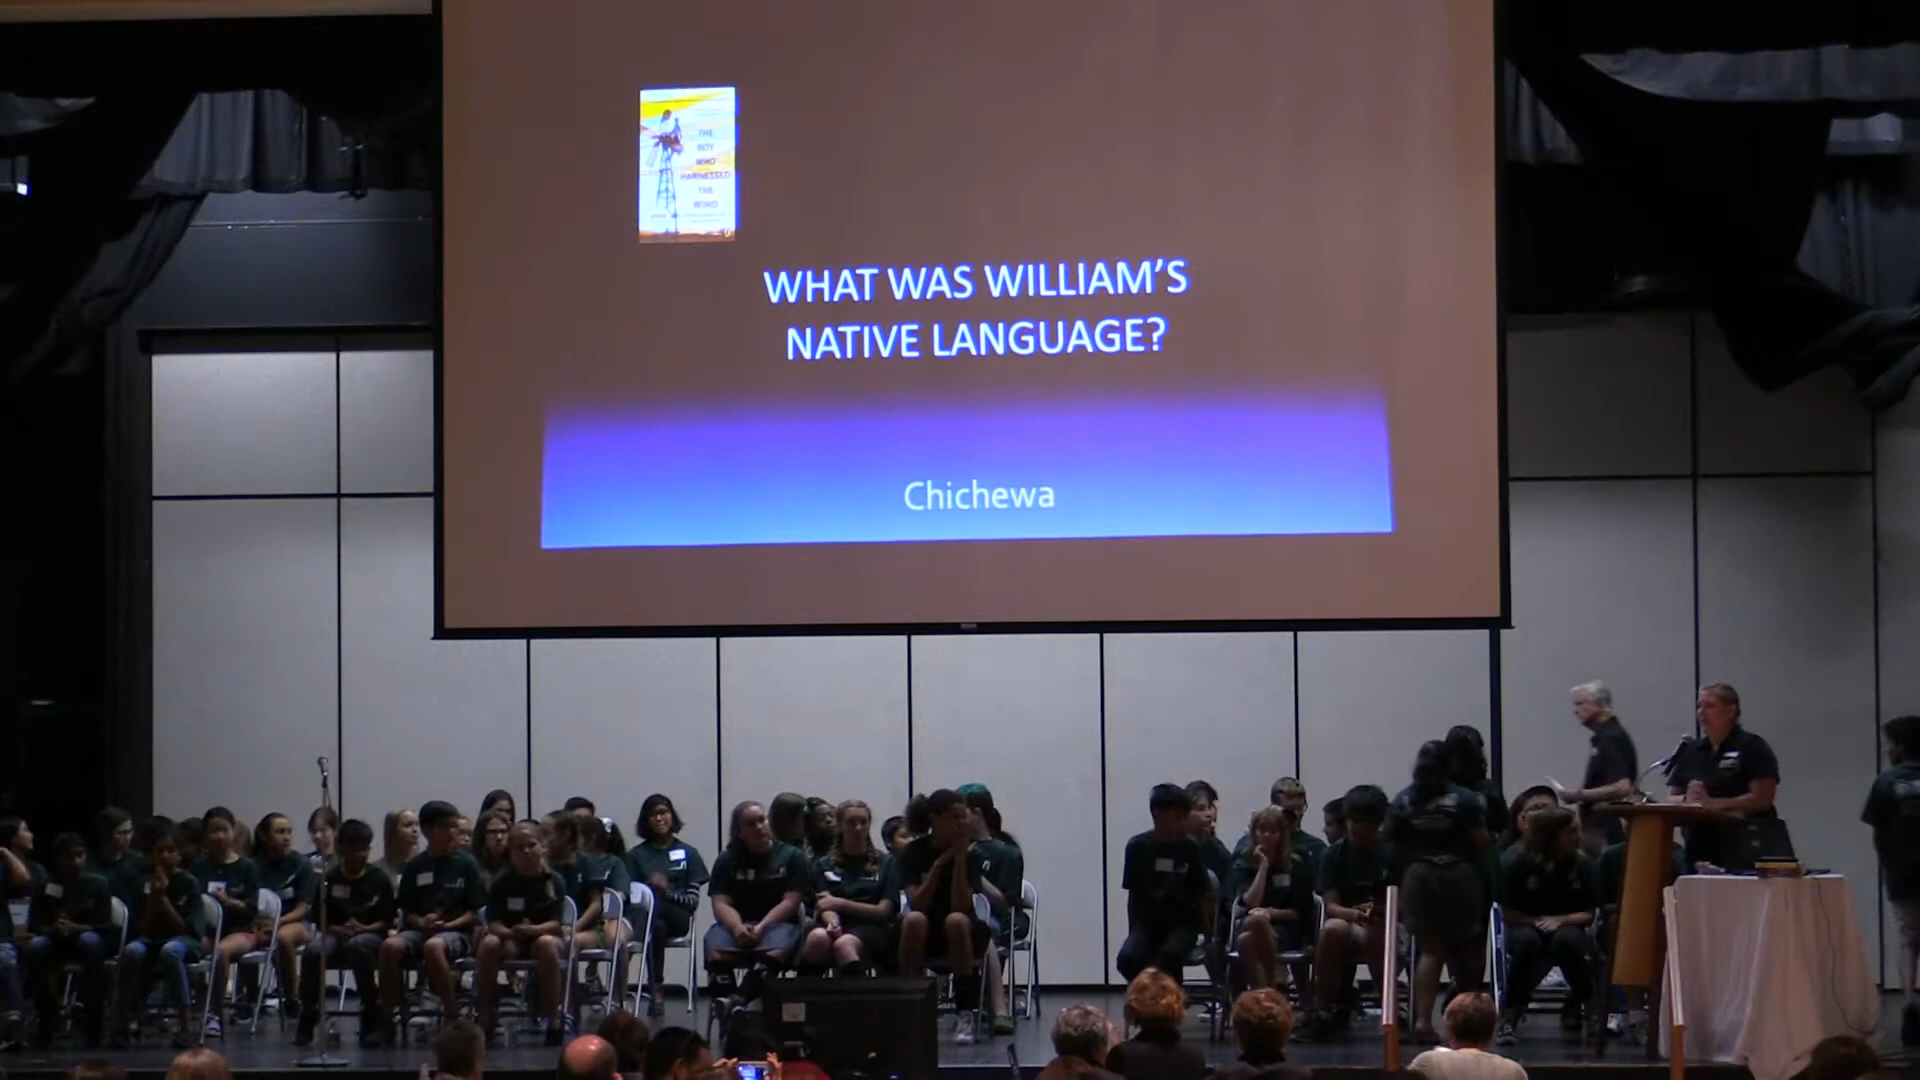 THE
BOY
WHO
HARNESSED
THE
WIND
WHAT WAS WILLIAM'S
NATIVE LANGUAGE?
Chichewa